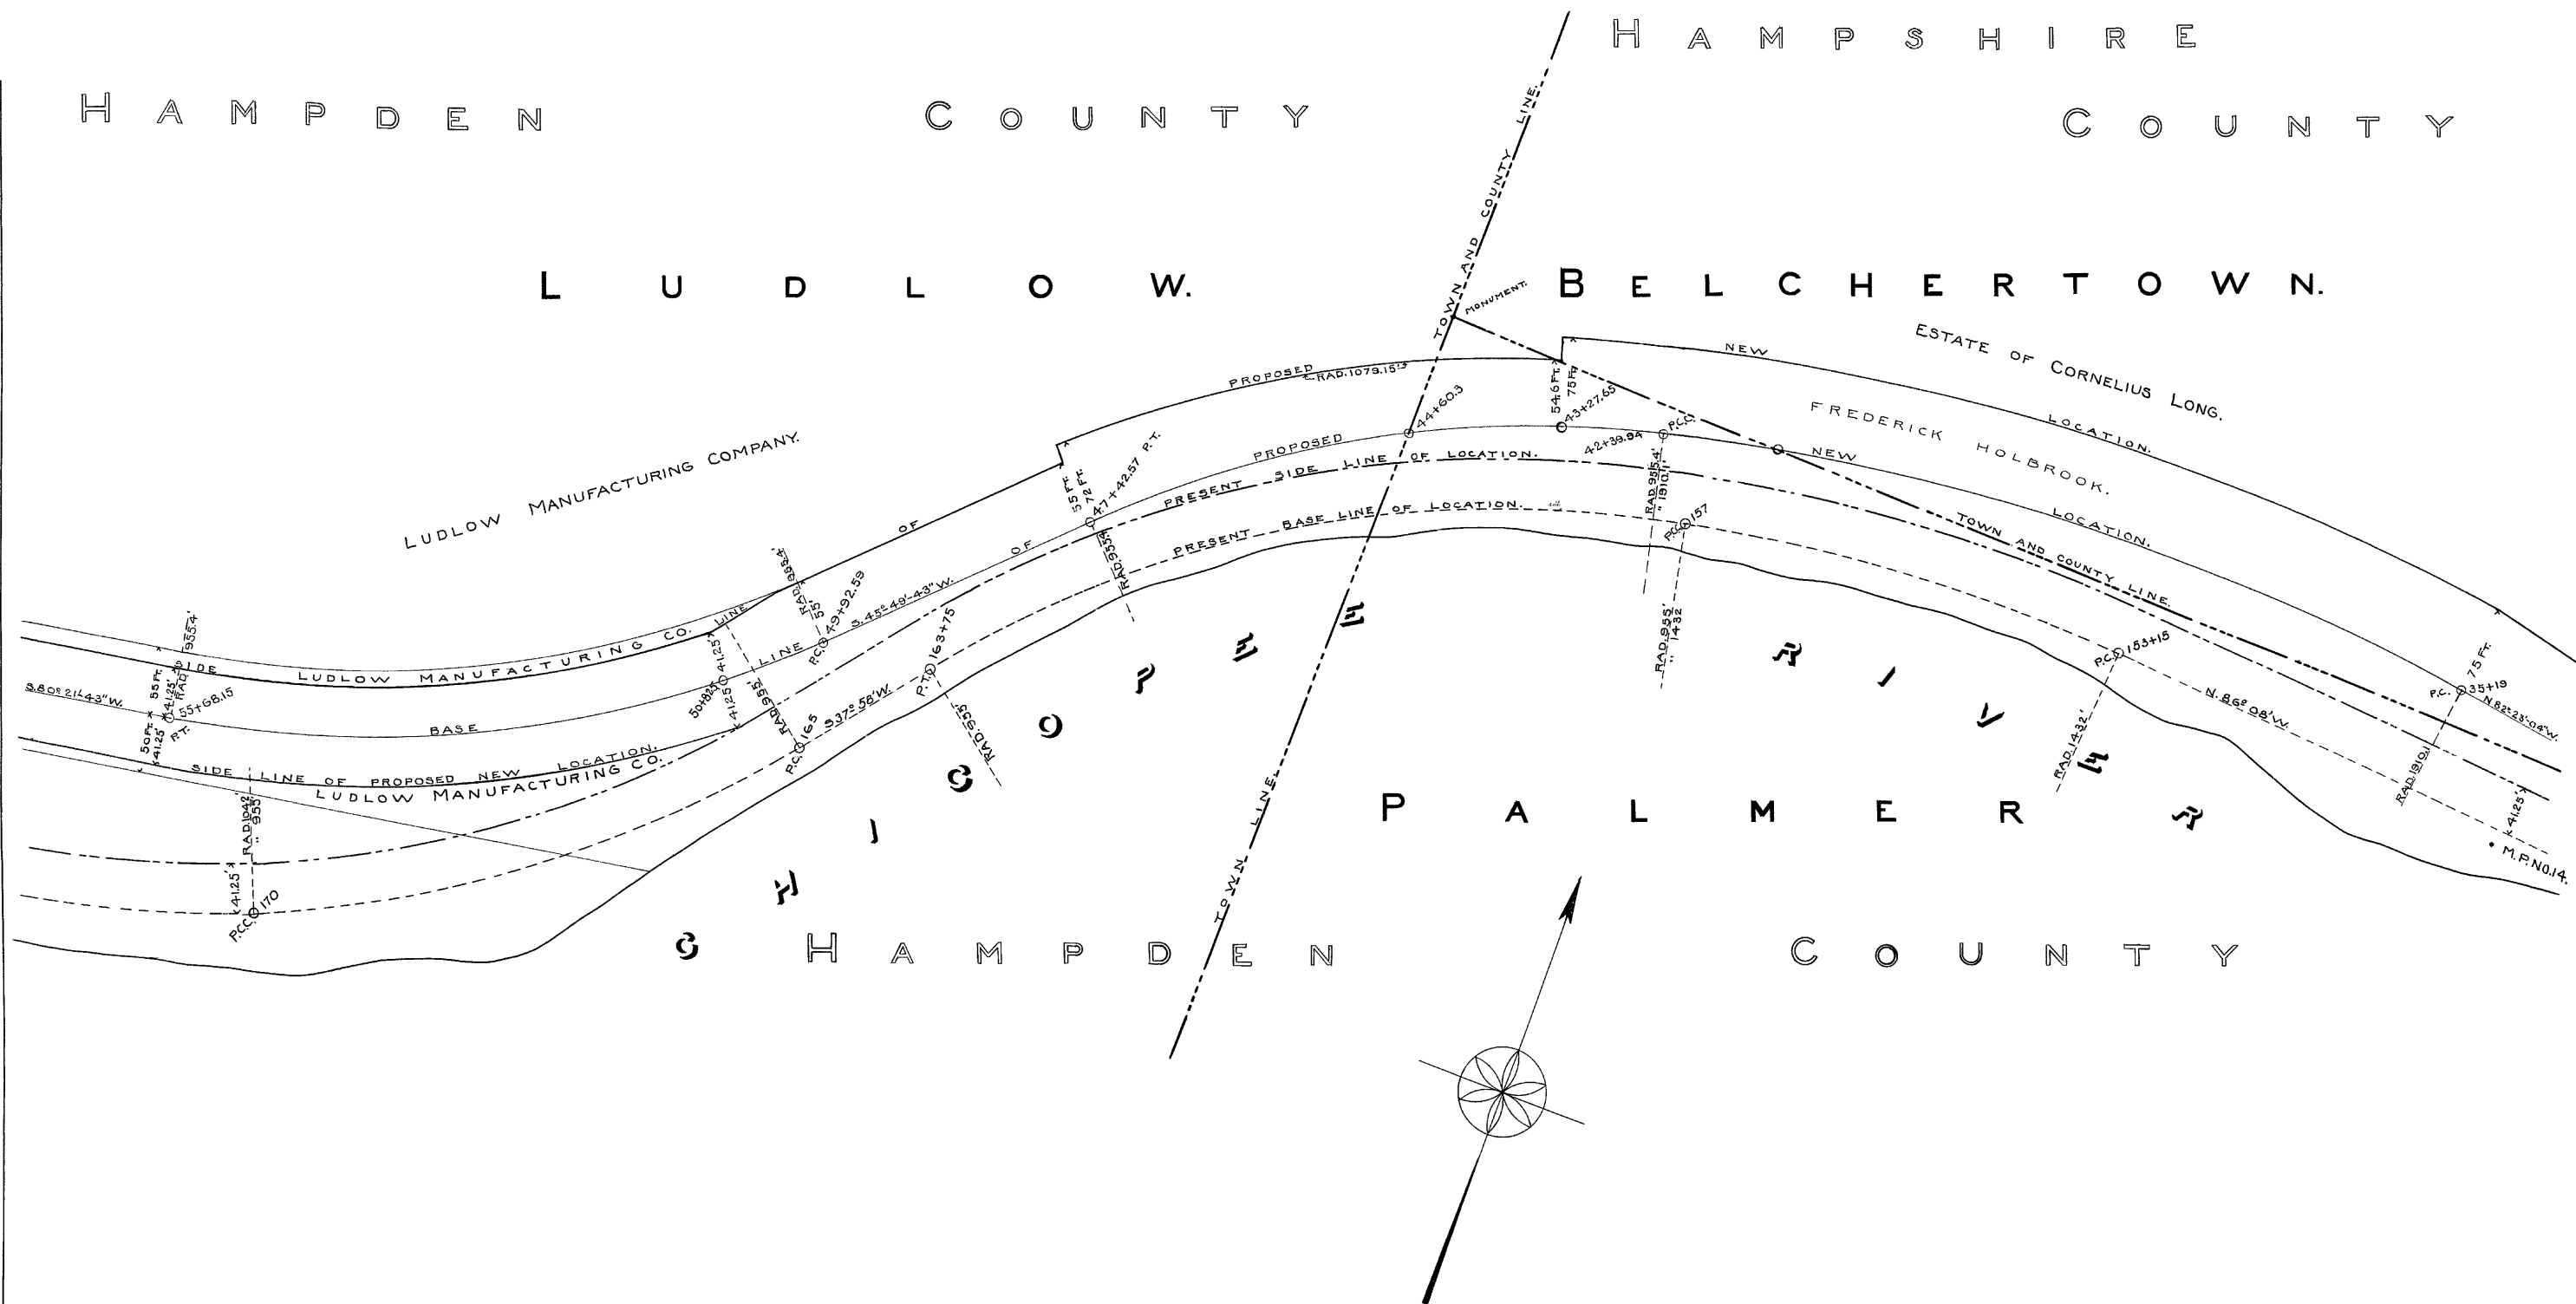 HAMPSHIRE
COUNTY
HAMPDEN COUNTY
TOWN AND COUNTY LINE.
LUDLOW.
BELCHERTOWN.
MONUMENT.
ESTATE OF CORNELIUS LONG.
FREDERICK HOLBROOK.
LUDLOW MANUFACTURING COMPANY.
SIDE LINE OF PROPOSED NEW LOCATION.
RAD. 1079.15'
BASE LINE OF PROPOSED NEW LOCATION.
PRESENT SIDE LINE OF LOCATION.
PRESENT BASE LINE OF LOCATION.
TOWN AND COUNTY LINE.
LUDLOW MANUFACTURING CO.
SIDE LINE OF PROPOSED NEW LOCATION.
LUDLOW MANUFACTURING CO.
S.80°21'43"W.
50 FT. 55 FT.
41.25' 41.25'
RAD. 955.4'
55+68.15
P.T.
RAD. 1042'
" 955'
41.25'
P.C.C. 170
50+82.5
41.25' 41.25'
RAD. 955.4'
55'
P.C. 49+92.59
RAD. 955'
P.C. 165
S.37°58'W.
S.45°49'-43"W.
P.T. 163+75
RAD. 955'
55 FT.
72 FT.
47+42.57 P.T.
RAD. 955.4'
44+60.3
54.6 FT.
75 FT.
43+27.65
42+39.94 P.C.C.
RAD. 955.4'
" 1910.1'
P.C.C. 157
RAD. 955'
" 1432
P.C. 153+15
RAD. 1432'
N.86°08'W.
75 FT.
P.C. 35+19
N.82°23'-04"W.
RAD. 1910.1
41.25'
M.P. NO. 14.
CHICOPEE RIVER
PALMER
TOWN LINE.
HAMPDEN COUNTY